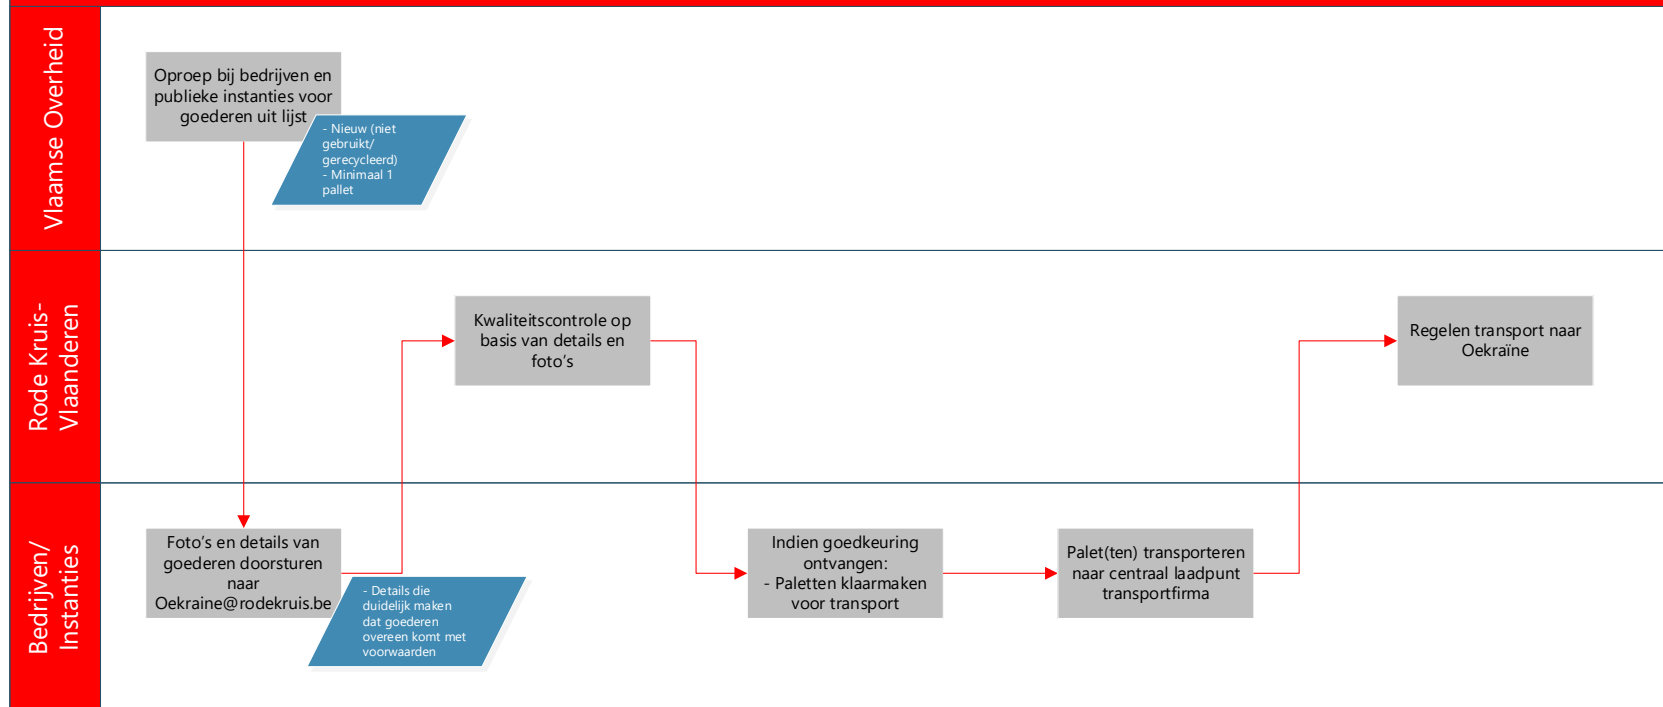 Vlaamse Overheid
Oproep bij bedrijven en
publieke instanties voor
goederen uit lijst
- Nieuw (niet
gebruikt/
gerecycleerd)
- Minimaal 1
pallet
Rode Kruis-
Vlaanderen
Kwaliteitscontrole op
basis van details en
foto's
Regelen transport naar
Oekraïne
Bedrijven/
Instanties
Foto's en details van
goederen doorsturen
naar
Oekraine@rodekruis.be
- Details die
duidelijk maken
dat goederen
overeen komt met
voorwaarden
Indien goedkeuring
ontvangen:
- Paletten klaarmaken
voor transport
Palet(ten) transporteren
naar centraal laadpunt
transportfirma